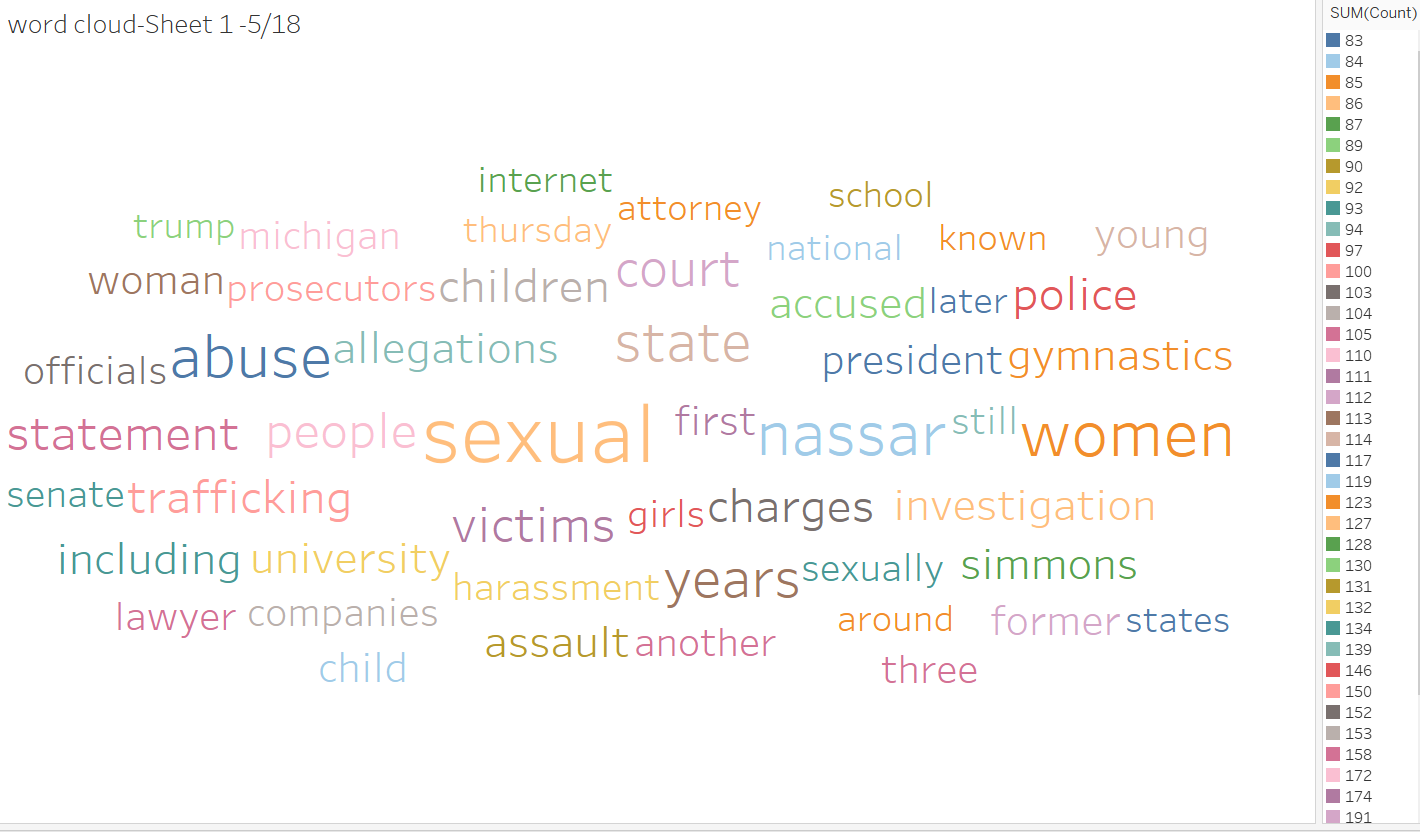 word cloud-Sheet 1 -5/18
internet
school
attorney
trump michigan thursday known young
national
woman prosecutors children court
accused later police
abuse allegations state president gymnastics
officials
statement people sexual first nassar still women
senate trafficking victims girls charges investigation
including university sexually simmons
harassment years
lawyer companies around former states
assault another
child three
SUM(Count)
83
84
85
86
87
89
90
92
93
94
97
100
103
104
105
110
111
112
113
114
117
119
123
127
128
130
131
132
134
139
146
150
152
153
158
172
174
191